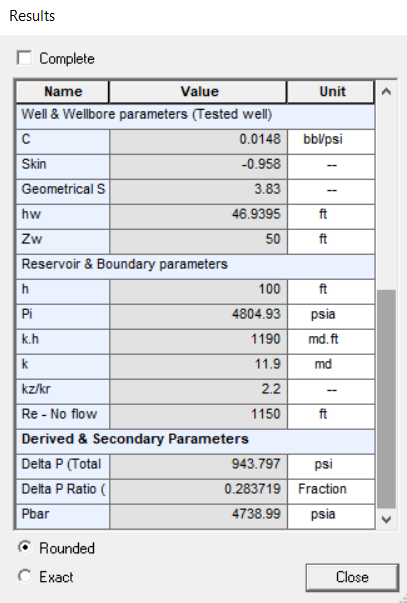 Results
Complete
Name Value Unit
Well & Wellbore parameters (Tested well)
C 0.0148 bbl/psi
Skin -0.958 --
Geometrical S 3.83 --
hw 46.9395 ft
Zw 50 ft
Reservoir & Boundary parameters
h 100 ft
Pi 4804.93 psia
k.h 1190 md.ft
k 11.9 md
kz/kr 2.2 --
Re - No flow 1150 ft
Derived & Secondary Parameters
Delta P (Total 943.797 psi
Delta P Ratio ( 0.283719 Fraction
Pbar 4738.99 psia
Rounded
Exact
Close